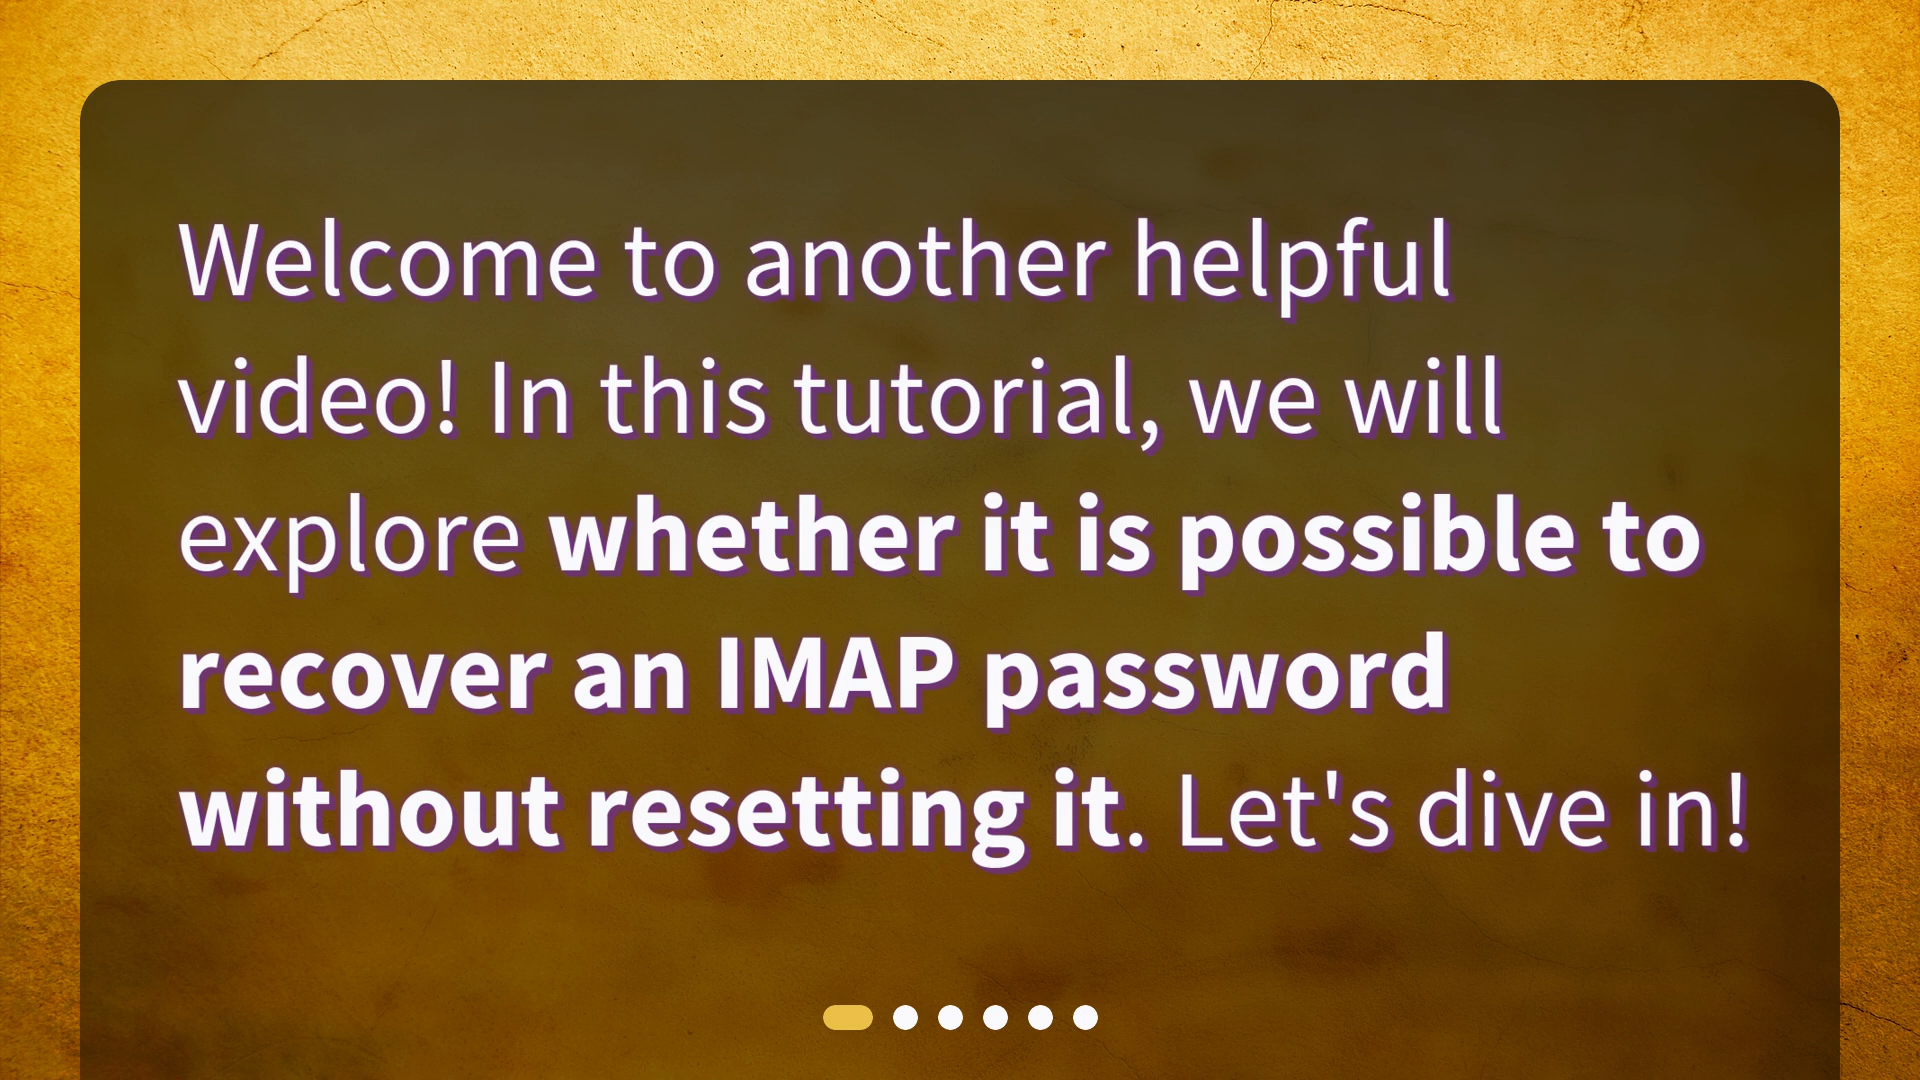 Welcome to another helpful
video! In this tutorial, we will
explore whether it is possible to
recover an IMAP password
without resetting it. Let's dive in!